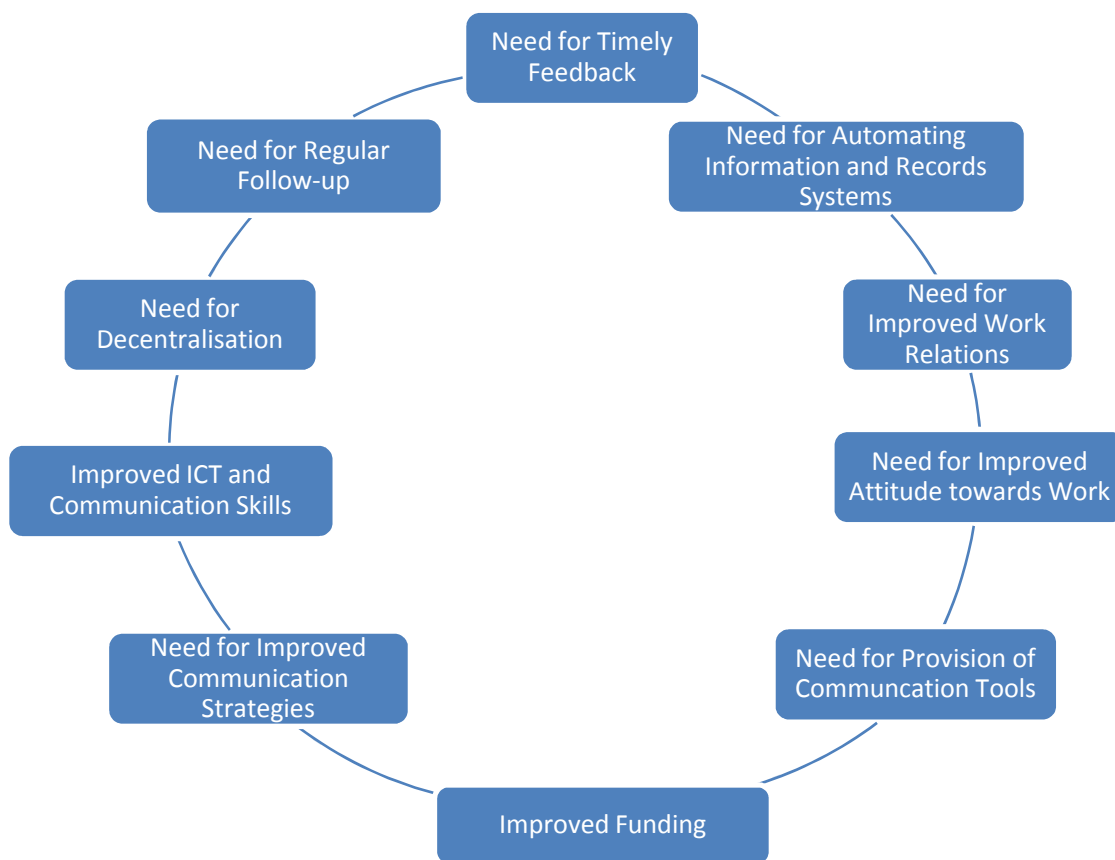 Need for Timely
Feedback
Need for Automating
Information and Records
Systems
Need for
Improved Work
Relations
Need for Improved
Attitude towards Work
Need for Provision of
Communcation Tools
Improved Funding
Need for Improved
Communication
Strategies
Improved ICT and
Communication Skills
Need for
Decentralisation
Need for Regular
Follow-up